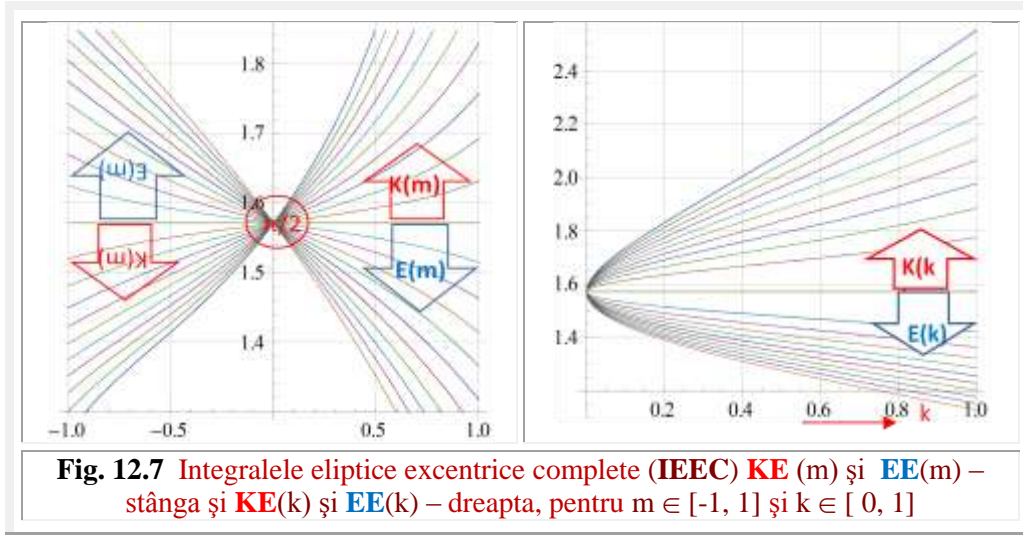 1.8
1.7
1.6
1.5
1.4
-1.0
-0.5
0.5
1.0
E(m)
K(m)
K(m)
E(m)
π/2
2.4
2.2
2.0
1.8
1.6
1.4
0.2
0.4
0.6
0.8
1.0
K(k
E(k)
k
Fig. 12.7 Integralele eliptice excentrice complete (IEEC) KE (m) şi EE(m) –
stânga şi KE(k) şi EE(k) – dreapta, pentru m ∈ [-1, 1] şi k ∈ [ 0, 1]